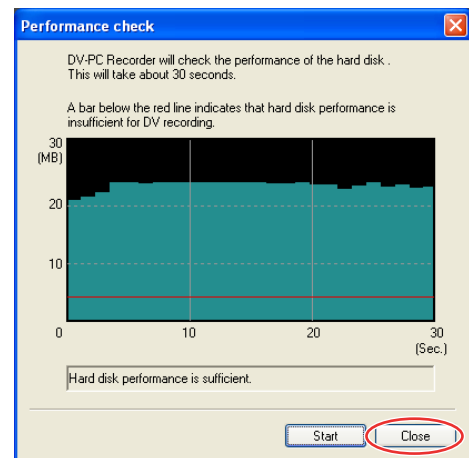 Performance check
DV-PC Recorder will check the performance of the hard disk .
This will take about 30 seconds.
A bar below the red line indicates that hard disk performance is
insufficient for DV recording.
30
(MB)
20
10
0 10 20 30
(Sec.)
Hard disk performance is sufficient.
Start Close